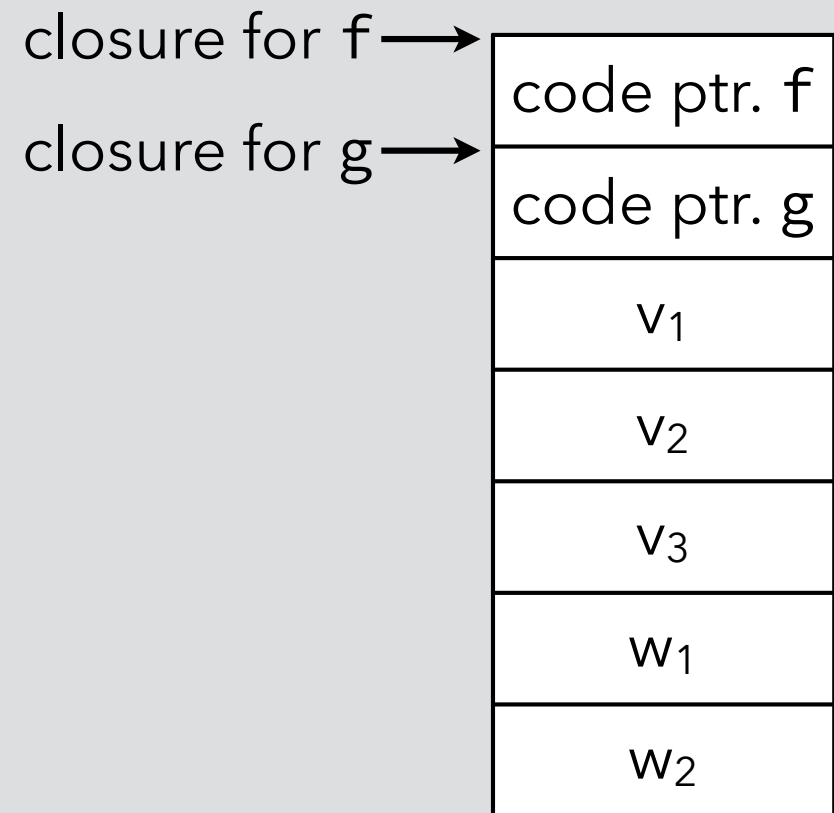 closure for f
code ptr. f
closure for g
code ptr. g
v₁
v₂
v₃
w₁
w₂